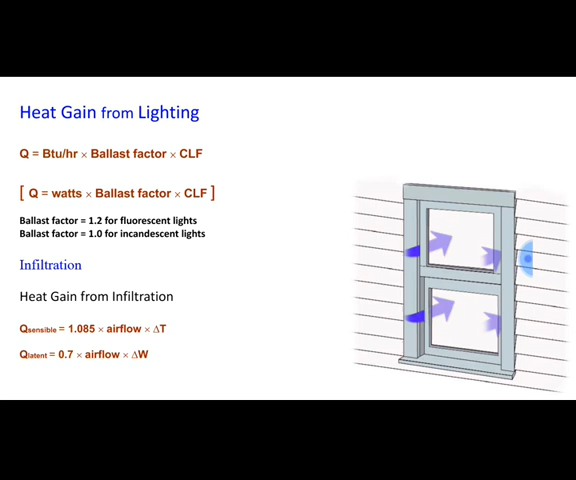 Heat Gain from Lighting
Q = Btu/hr × Ballast factor × CLF
[ Q = watts × Ballast factor × CLF ]
Ballast factor = 1.2 for fluorescent lights
Ballast factor = 1.0 for incandescent lights
Infiltration
Heat Gain from Infiltration
Qsensible = 1.085 × airflow × ΔT
Qlatent = 0.7 × airflow × ΔW